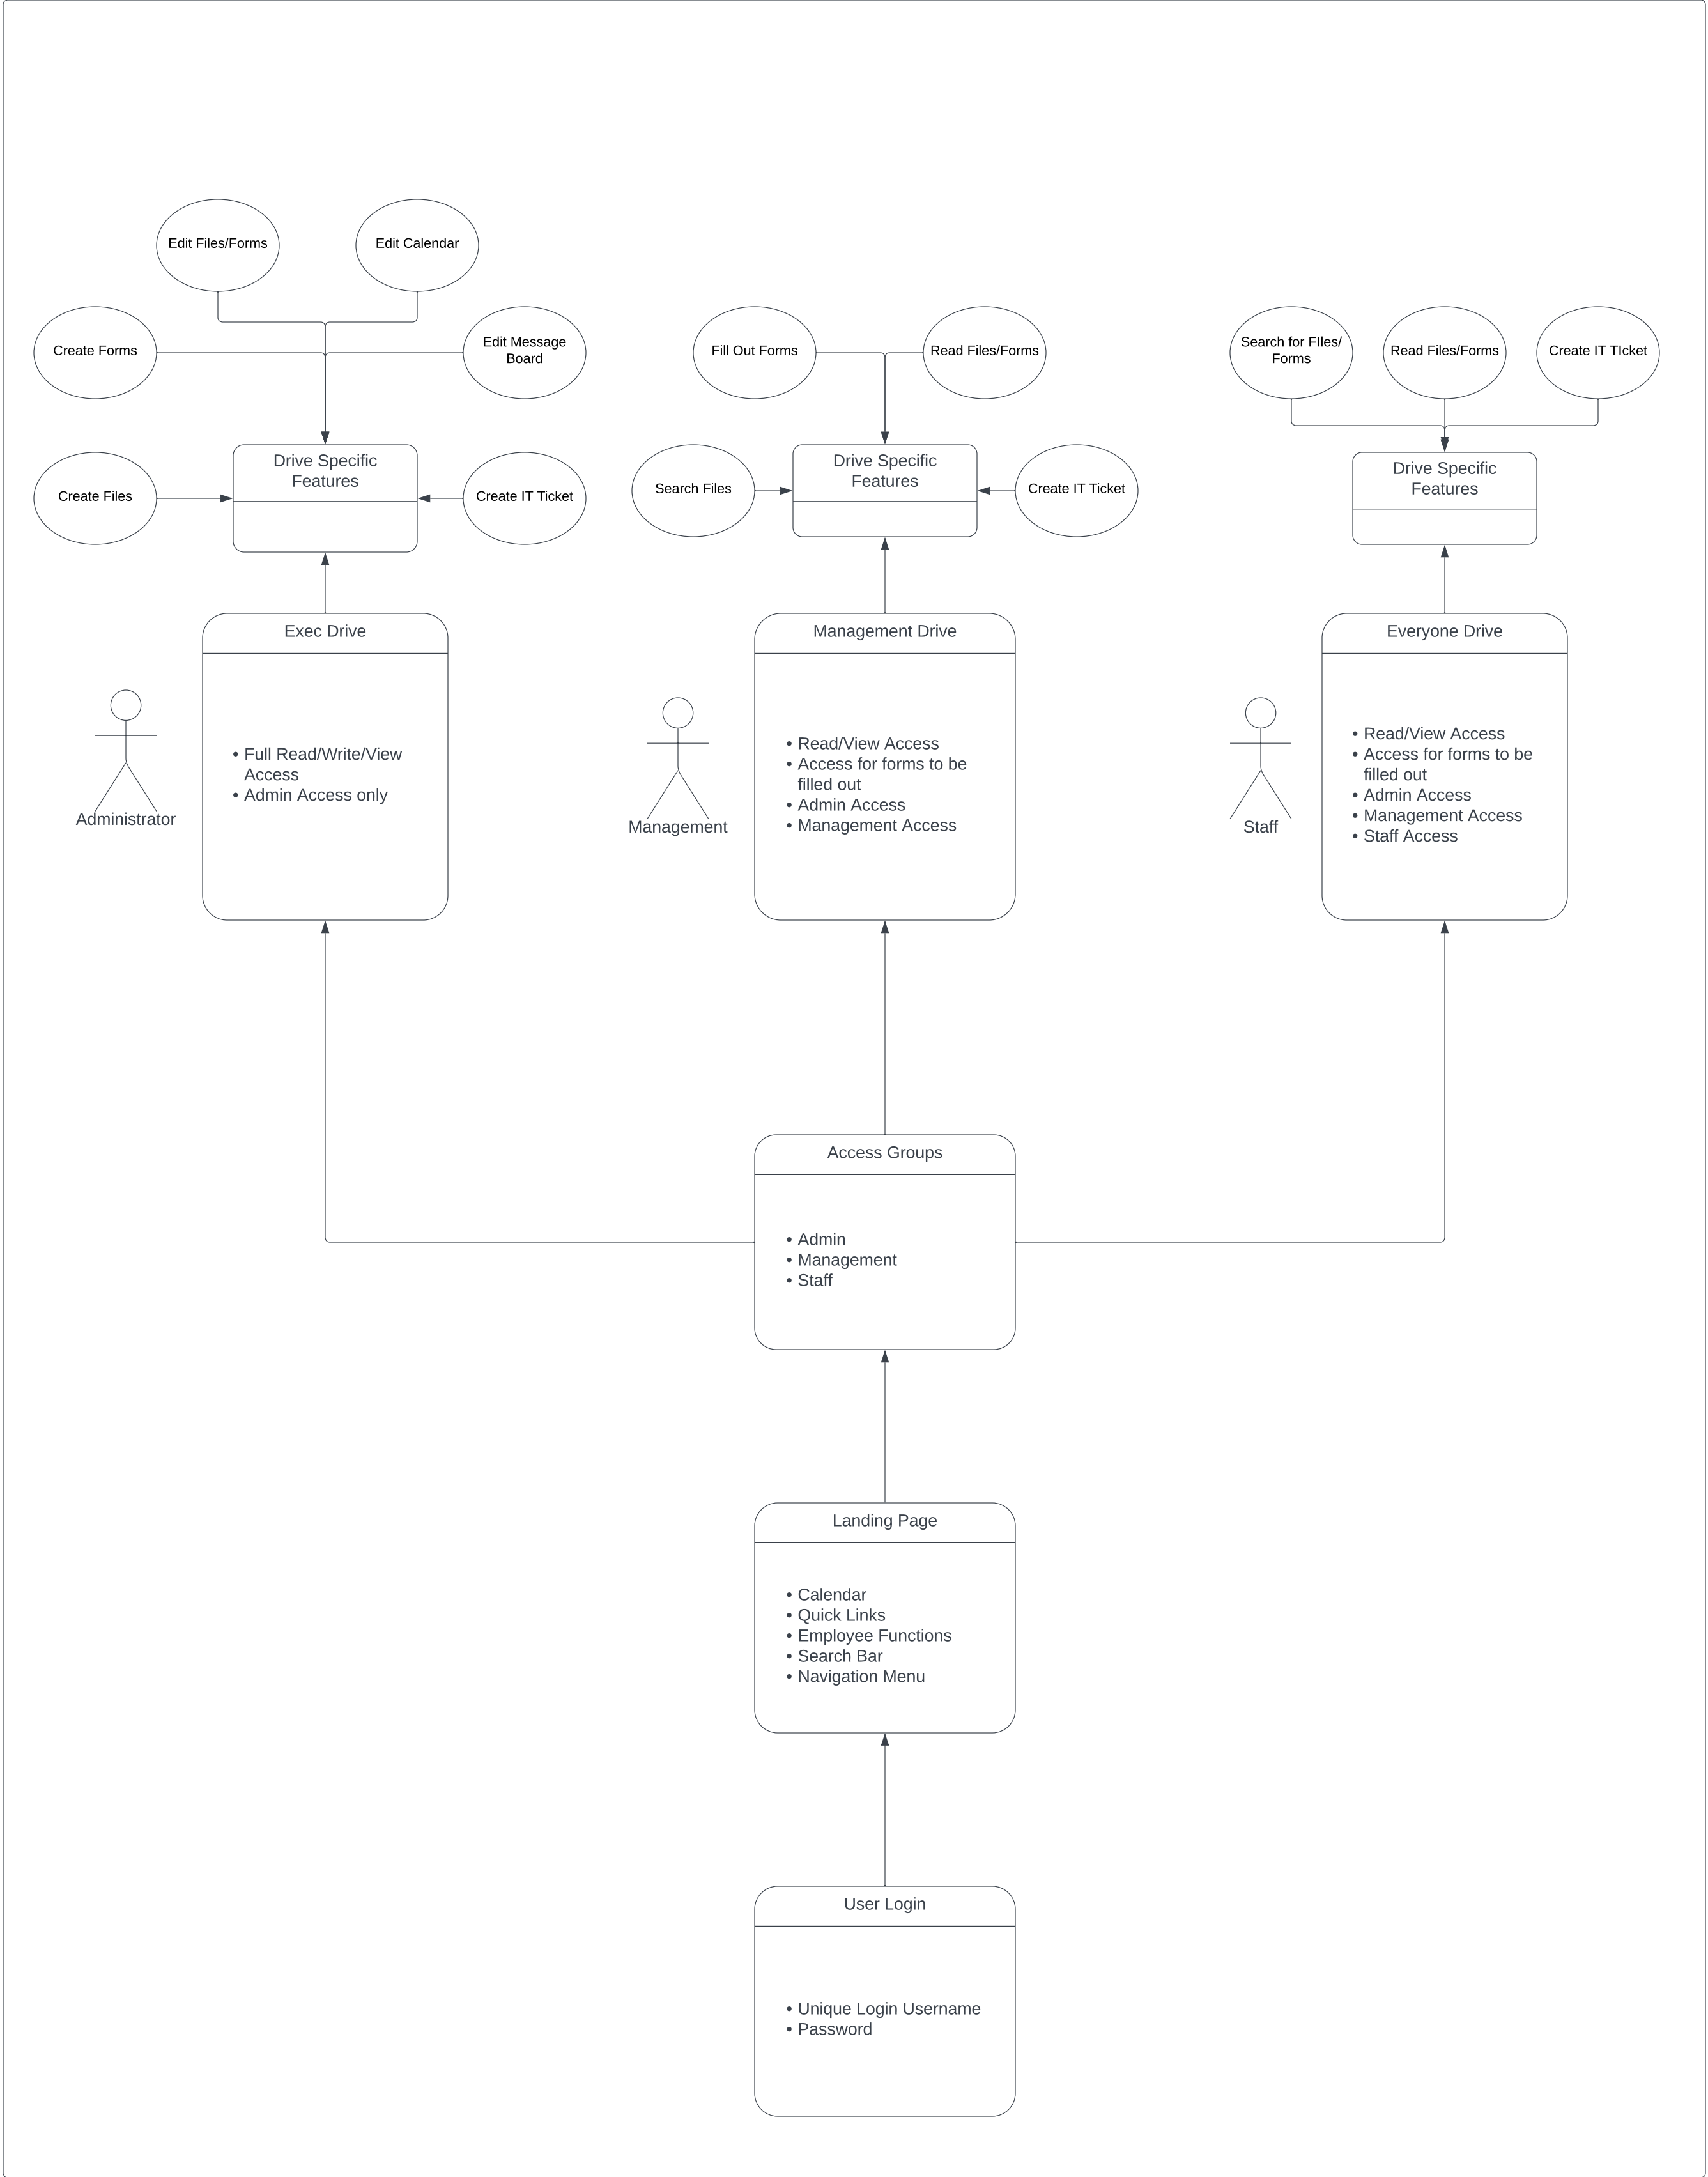 Edit Files/Forms
Edit Calendar
Create Forms
Edit Message
Board
Fill Out Forms
Read Files/Forms
Search for FIles/
Forms
Read Files/Forms
Create IT TIcket
Create Files
Drive Specific
Features
Create IT Ticket
Search Files
Drive Specific
Features
Create IT Ticket
Drive Specific
Features
Exec Drive
• Full Read/Write/View
Access
• Admin Access only
Administrator
Management Drive
• Read/View Access
• Access for forms to be
filled out
• Admin Access
• Management Access
Management
Everyone Drive
• Read/View Access
• Access for forms to be
filled out
• Admin Access
• Management Access
• Staff Access
Staff
Access Groups
• Admin
• Management
• Staff
Landing Page
• Calendar
• Quick Links
• Employee Functions
• Search Bar
• Navigation Menu
User Login
• Unique Login Username
• Password